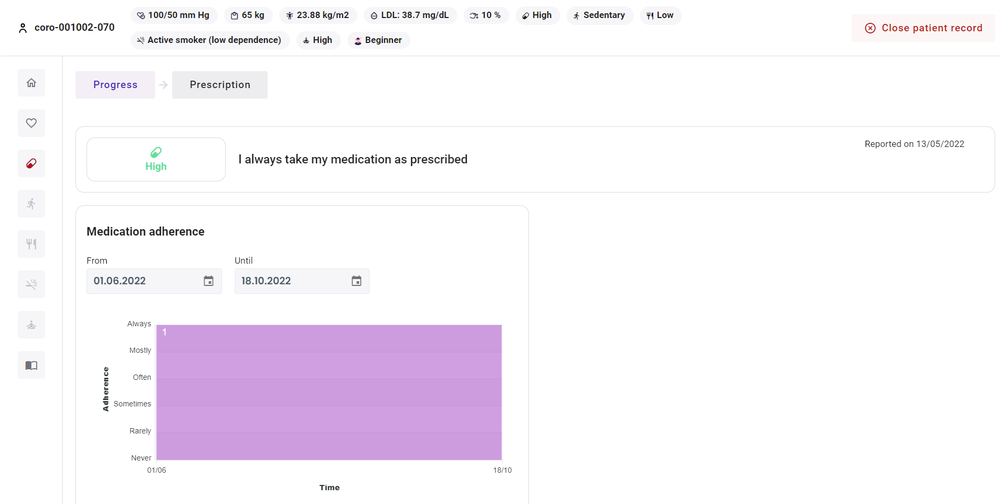 coro-001002-070
100/50 mm Hg
65 kg
23.88 kg/m2
LDL: 38.7 mg/dL
10 %
High
Sedentary
Low
Active smoker (low dependence)
High
Beginner
Close patient record
Progress
Prescription
High
I always take my medication as prescribed
Reported on 13/05/2022
Medication adherence
From
Until
01.06.2022
18.10.2022
Adherence
Always
Mostly
Often
Sometimes
Rarely
Never
1
01/06
18/10
Time